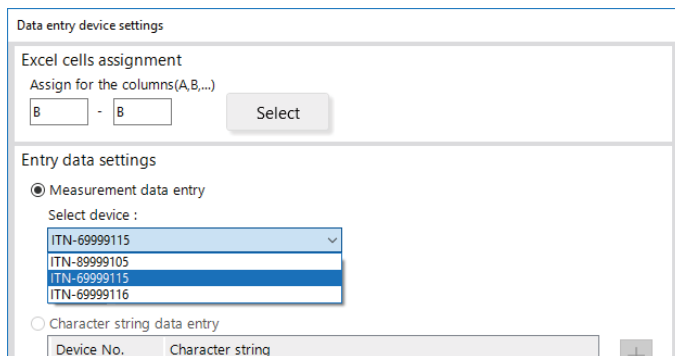 Data entry device settings
Excel cells assignment
Assign for the columns(A,B,...)
B - B Select
Entry data settings
Measurement data entry
Select device :
ITN-69999115
ITN-89999105
ITN-69999115
ITN-69999116
Character string data entry
Device No. Character string +